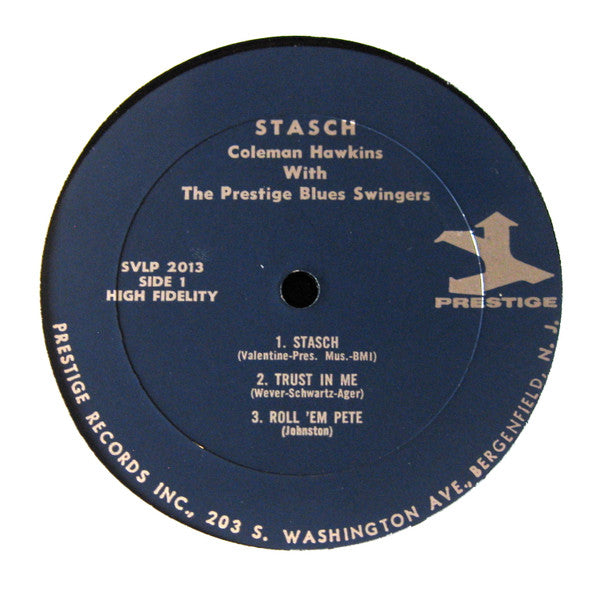 STASCH
Coleman Hawkins
With
The Prestige Blues Swingers
SVLP 2013
SIDE 1
HIGH FIDELITY
PRESTIGE
1. STASCH
(Valentine-Pres. Mus.-BMI)
2. TRUST IN ME
(Wever-Schwartz-Ager)
3. ROLL 'EM PETE
(Johnston)
PRESTIGE RECORDS INC., 203 S. WASHINGTON AVE., BERGENFIELD, N. J.